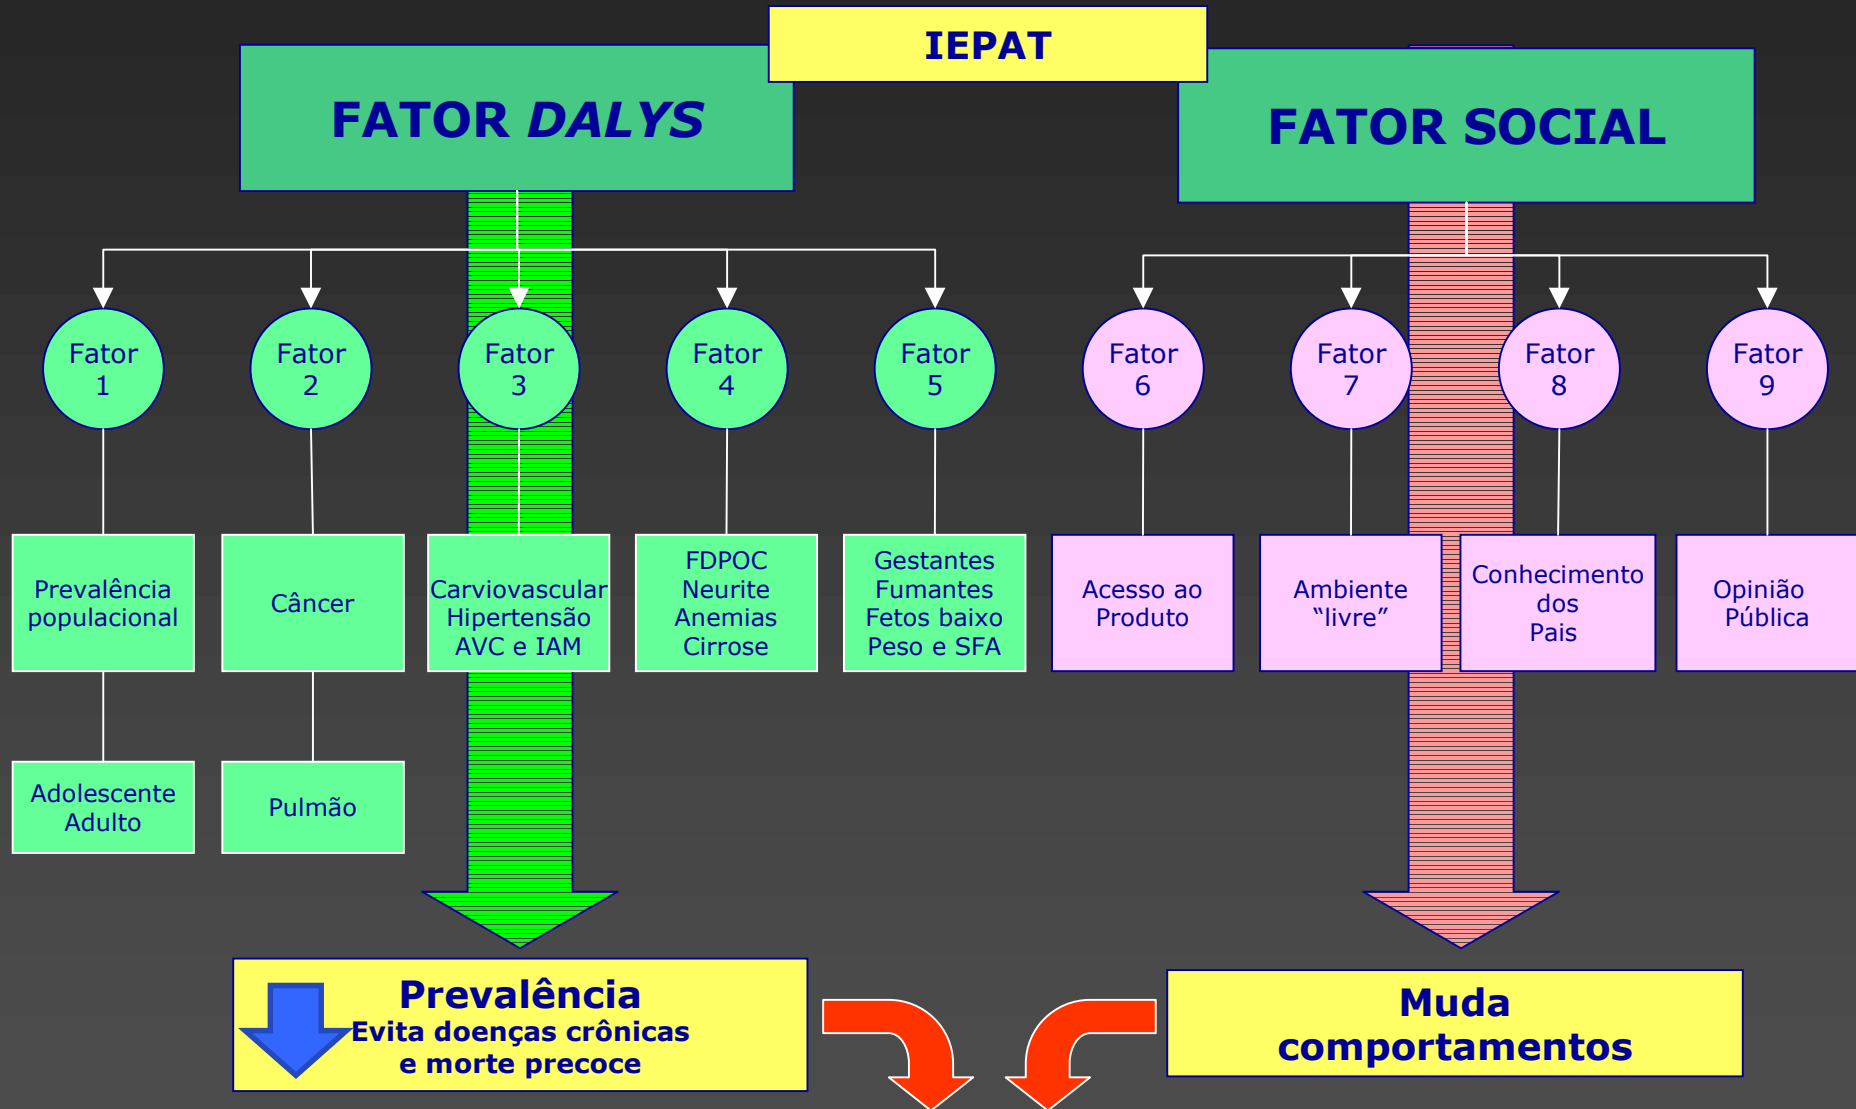 IEPAT
FATOR DALYS
FATOR SOCIAL
Fator
1
Fator
2
Fator
3
Fator
4
Fator
5
Fator
6
Fator
7
Fator
8
Fator
9
Prevalência
populacional
Câncer
Carviovascular
Hipertensão
AVC e IAM
FDPOC
Neurite
Anemias
Cirrose
Gestantes
Fumantes
Fetos baixo
Peso e SFA
Acesso ao
Produto
Ambiente
“livre”
Conhecimento
dos
Pais
Opinião
Pública
Adolescente
Adulto
Pulmão
Prevalência
Evita doenças crônicas
e morte precoce
Muda
comportamentos